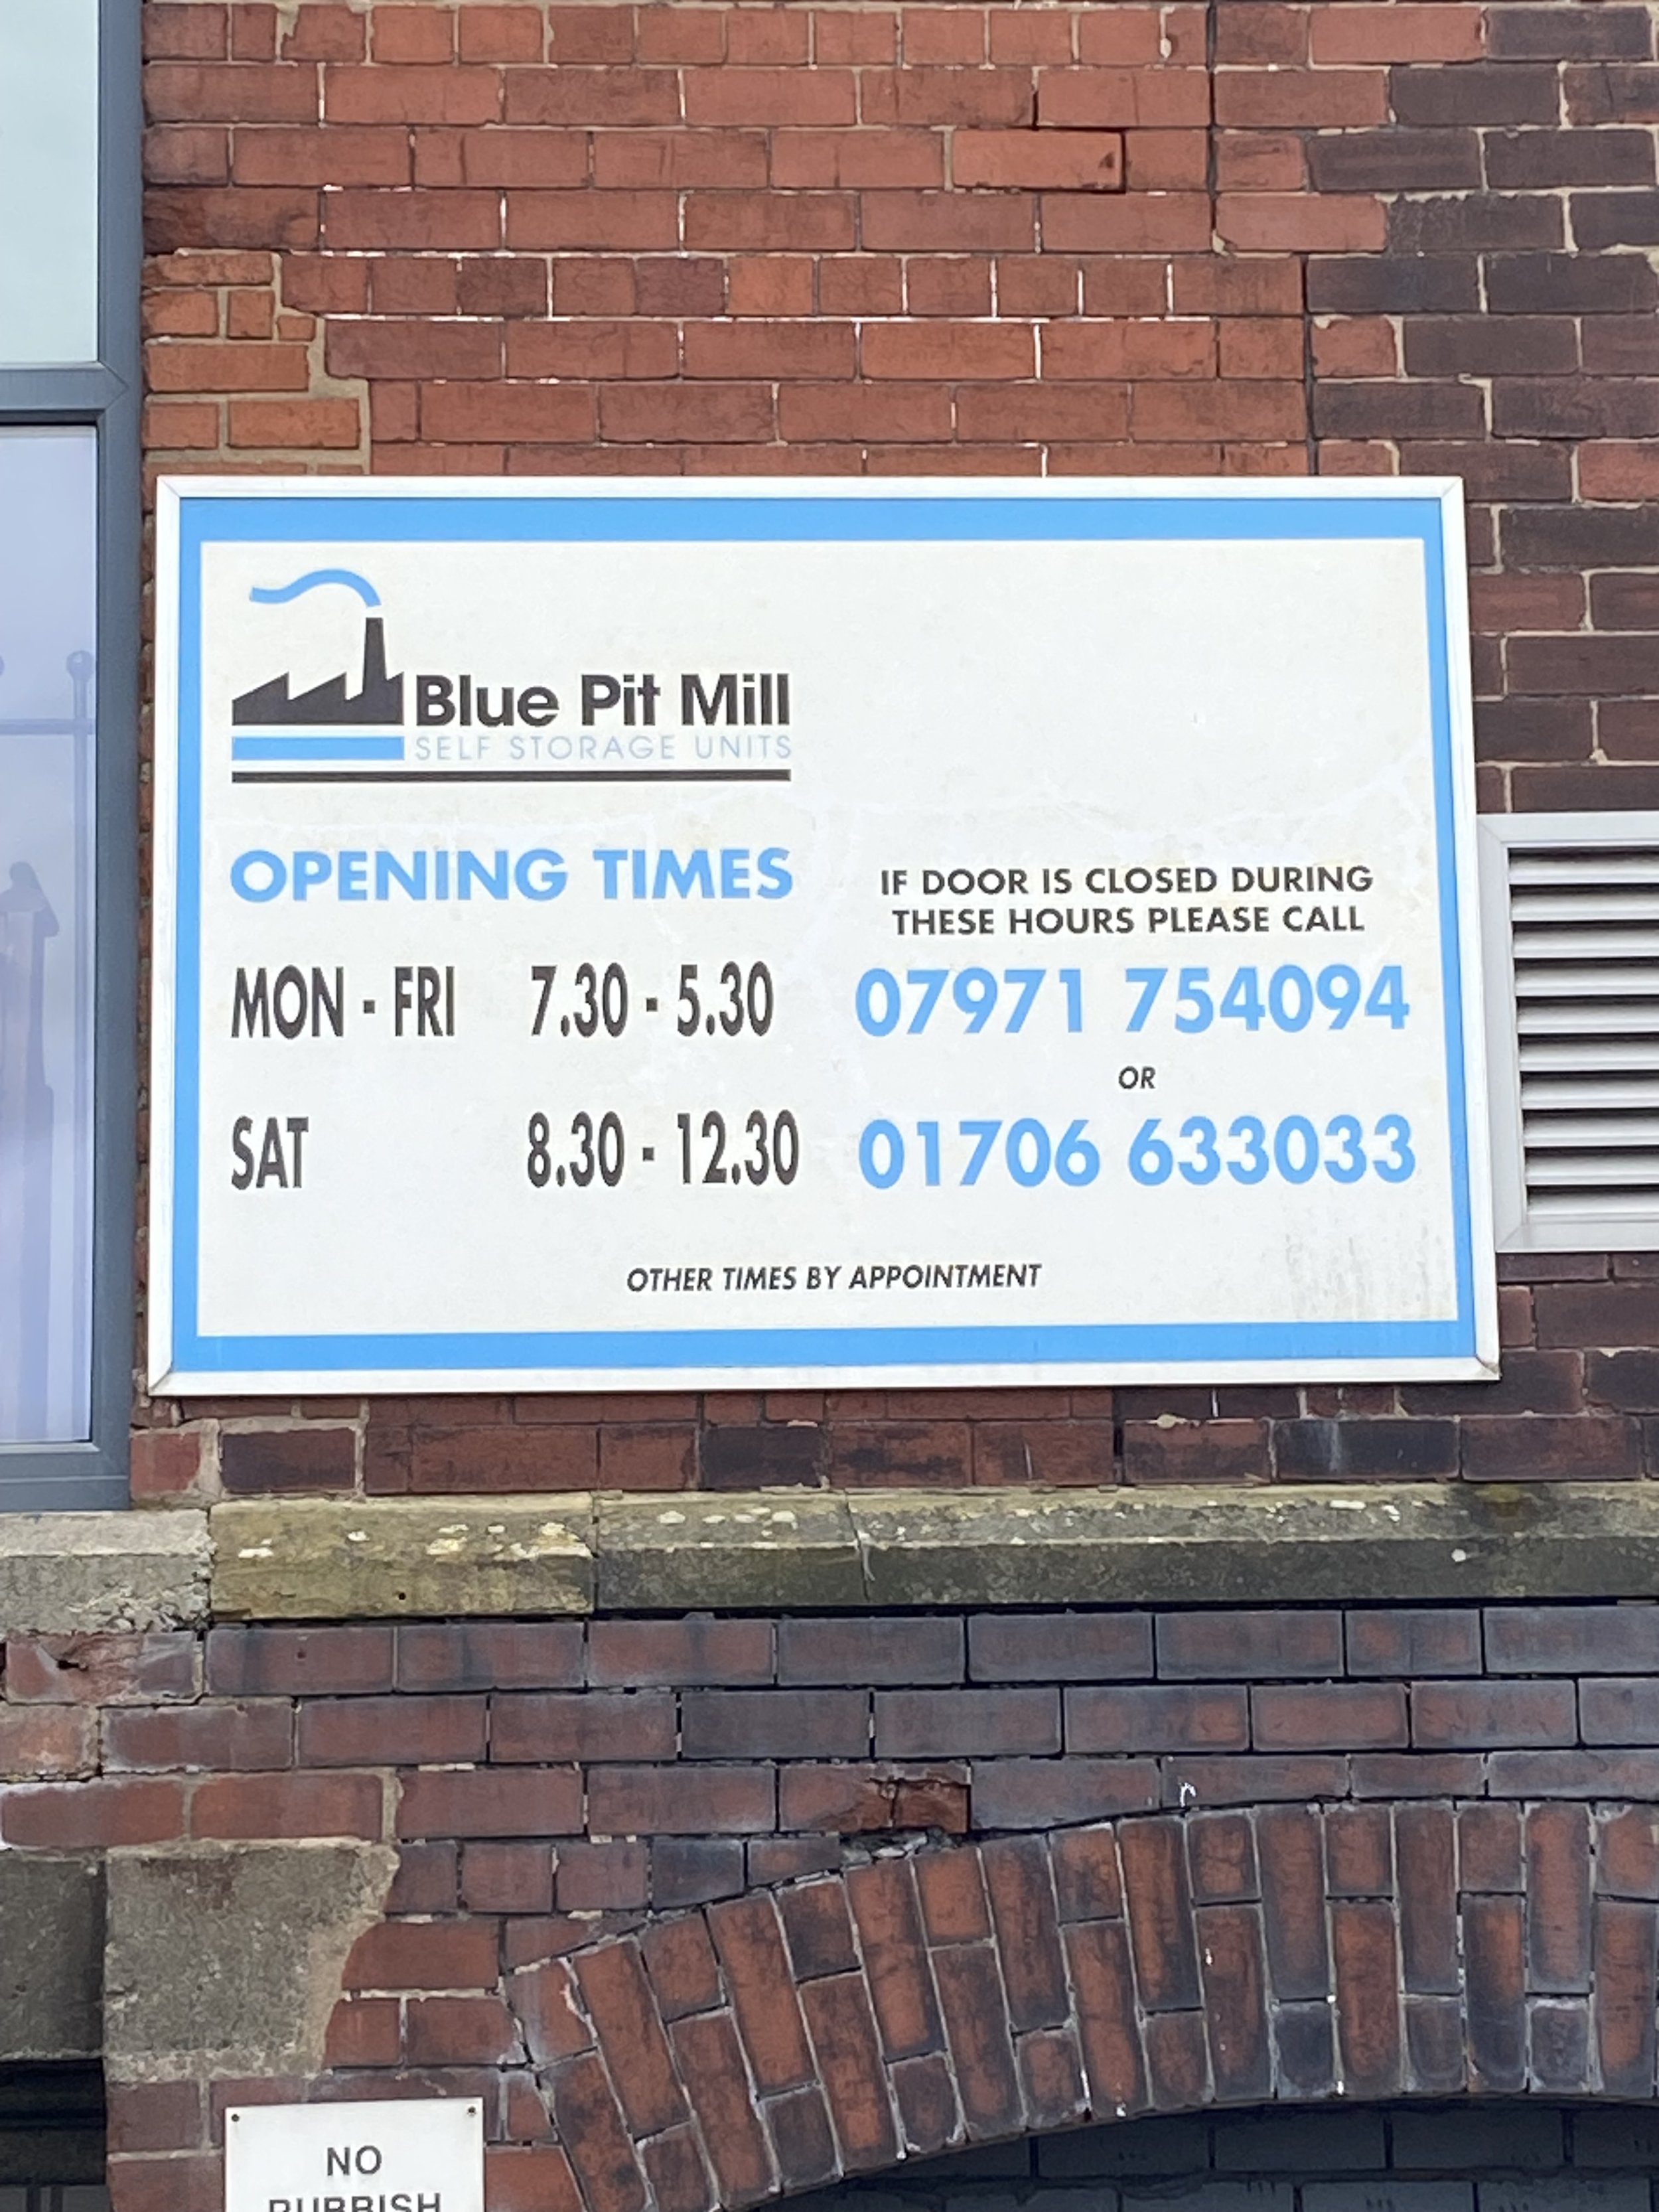 Blue Pit Mill
SELF STORAGE UNITS
OPENING TIMES
MON - FRI 7.30 - 5.30
SAT 8.30 - 12.30
IF DOOR IS CLOSED DURING
THESE HOURS PLEASE CALL
07971 754094
OR
01706 633033
OTHER TIMES BY APPOINTMENT
NO
RUBBISH